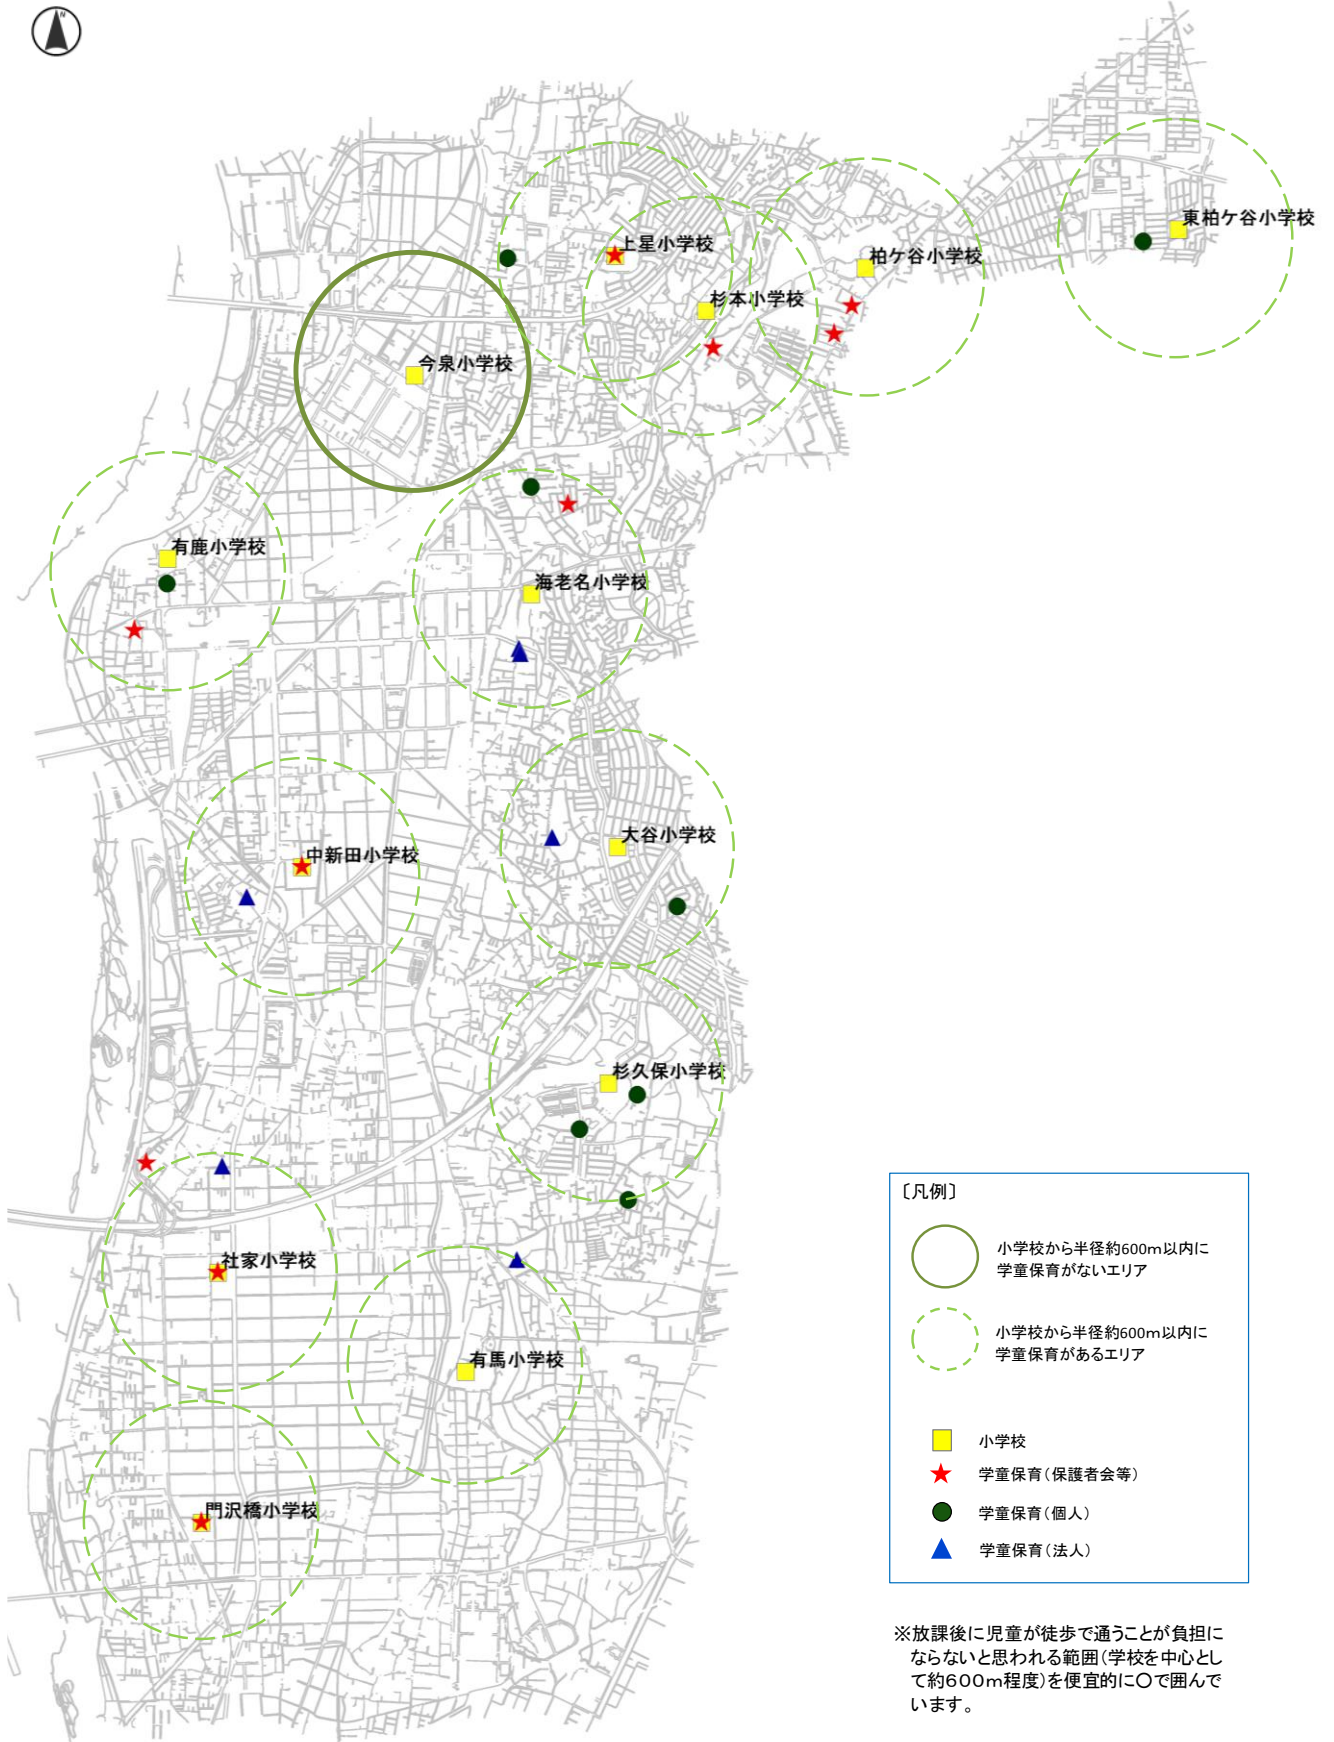 N
東柏ケ谷小学校
上星小学校
柏ケ谷小学校
杉本小学校
今泉小学校
有鹿小学校
海老名小学校
大谷小学校
中新田小学校
杉久保小学校
社家小学校
有馬小学校
門沢橋小学校
〔凡例〕
小学校から半径約600m以内に
学童保育がないエリア
小学校から半径約600m以内に
学童保育があるエリア
小学校
学童保育(保護者会等)
学童保育(個人)
学童保育(法人)
※放課後に児童が徒歩で通うことが負担に
ならないと思われる範囲(学校を中心とし
て約600m程度)を便宜的に〇で囲んで
います。